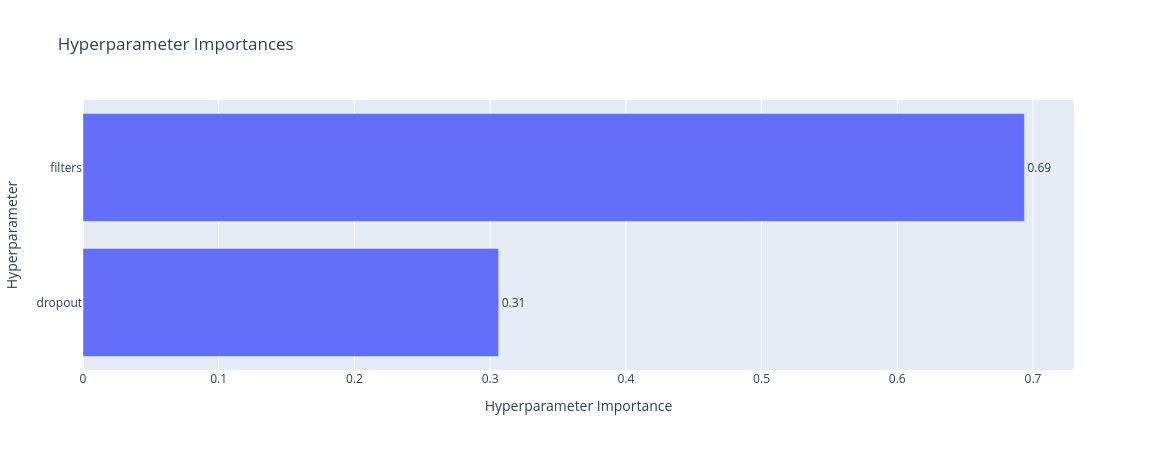 Hyperparameter Importances
Hyperparameter
filters
0.69
dropout
0.31
0 0.1 0.2 0.3 0.4 0.5 0.6 0.7
Hyperparameter Importance